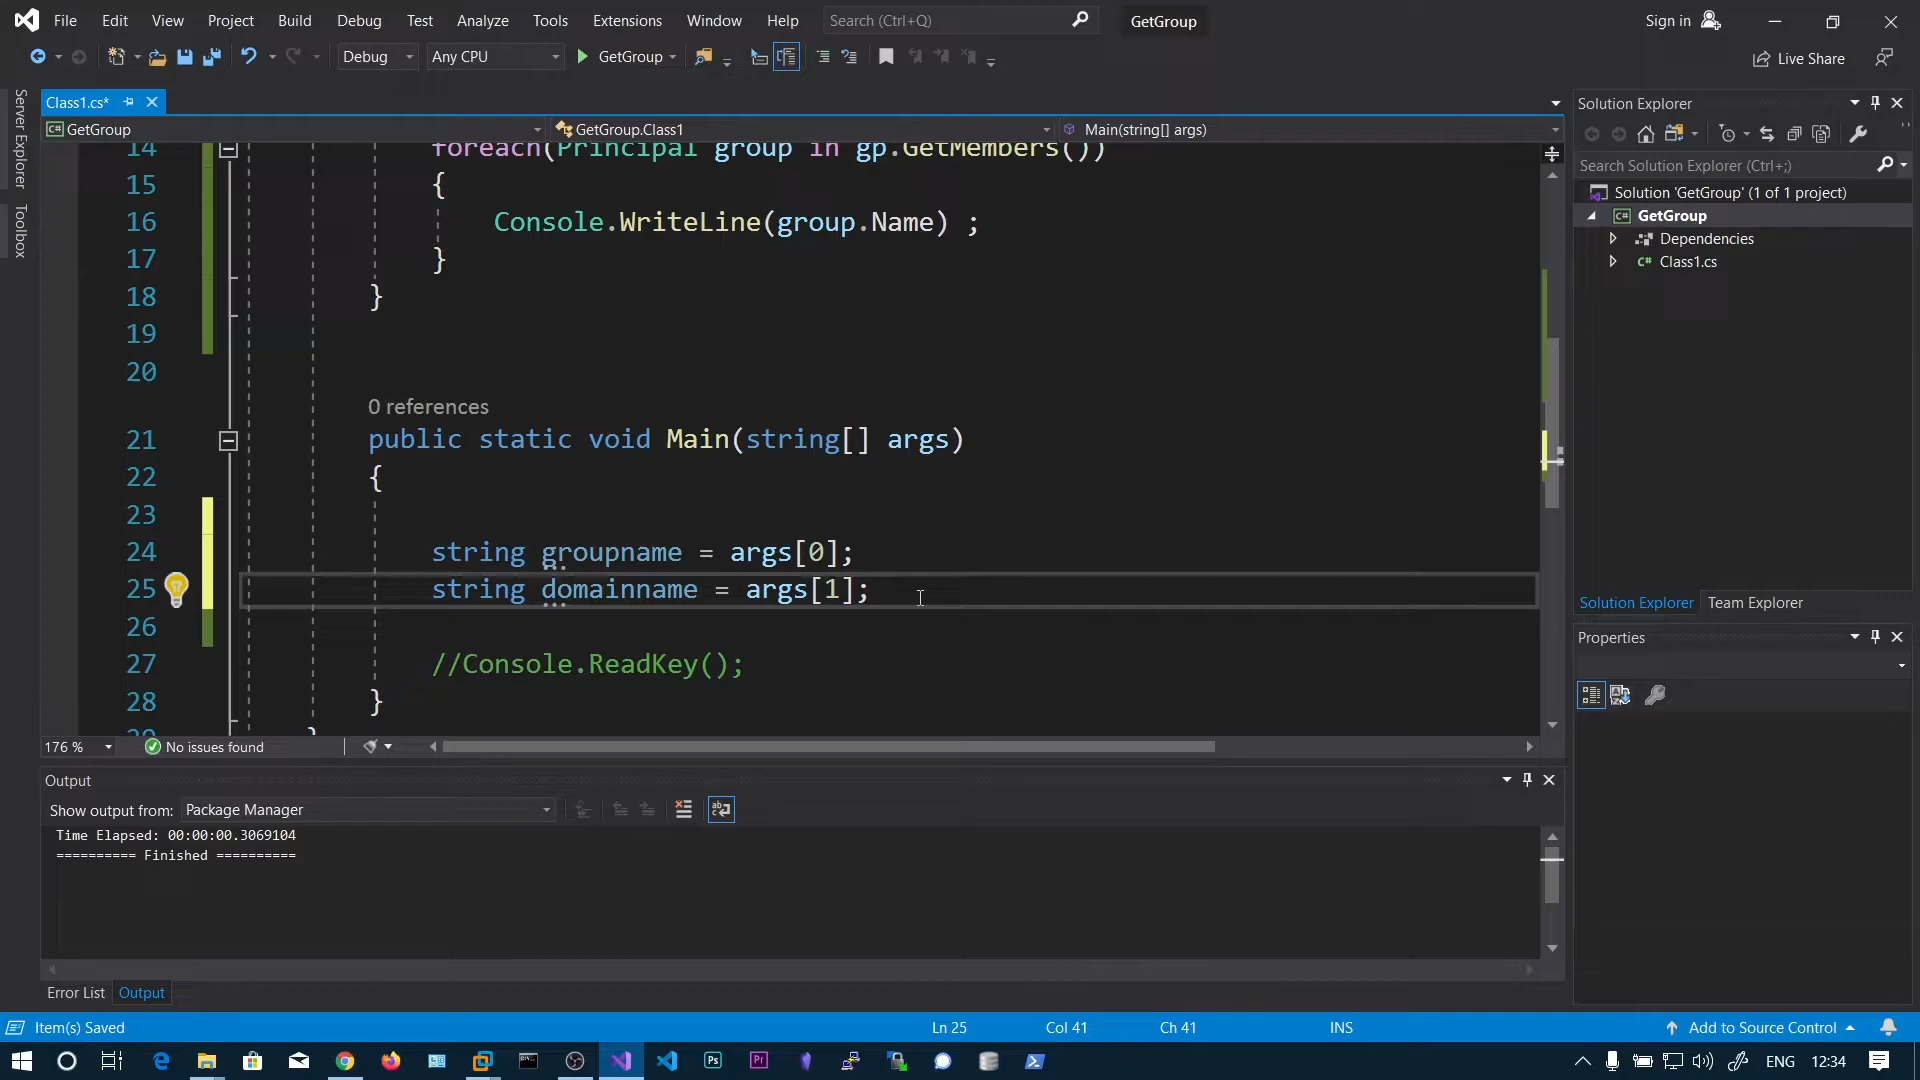 File Edit View Project Build Debug Test Analyze Tools Extensions Window Help Search (Ctrl+Q) GetGroup Sign in
Debug Any CPU GetGroup Live Share
Server Explorer
Toolbox
Class1.cs*
C# GetGroup GetGroup.Class1 Main(string[] args)
14 foreach(Principal group in gp.GetMembers())
15 {
16 Console.WriteLine(group.Name) ;
17 }
18 }
19
20
0 references
21 public static void Main(string[] args)
22 {
23
24 string groupname = args[0];
25 string domainname = args[1];
26
27 //Console.ReadKey();
28 }
29 }
176 % No issues found
Output
Show output from: Package Manager
Time Elapsed: 00:00:00.3069104
========== Finished ==========
Error List Output
Solution Explorer
Search Solution Explorer (Ctrl+;)
Solution 'GetGroup' (1 of 1 project)
C# GetGroup
Dependencies
C# Class1.cs
Solution Explorer Team Explorer
Properties
Item(s) Saved Ln 25 Col 41 Ch 41 INS Add to Source Control
Ps Pr ENG 12:34